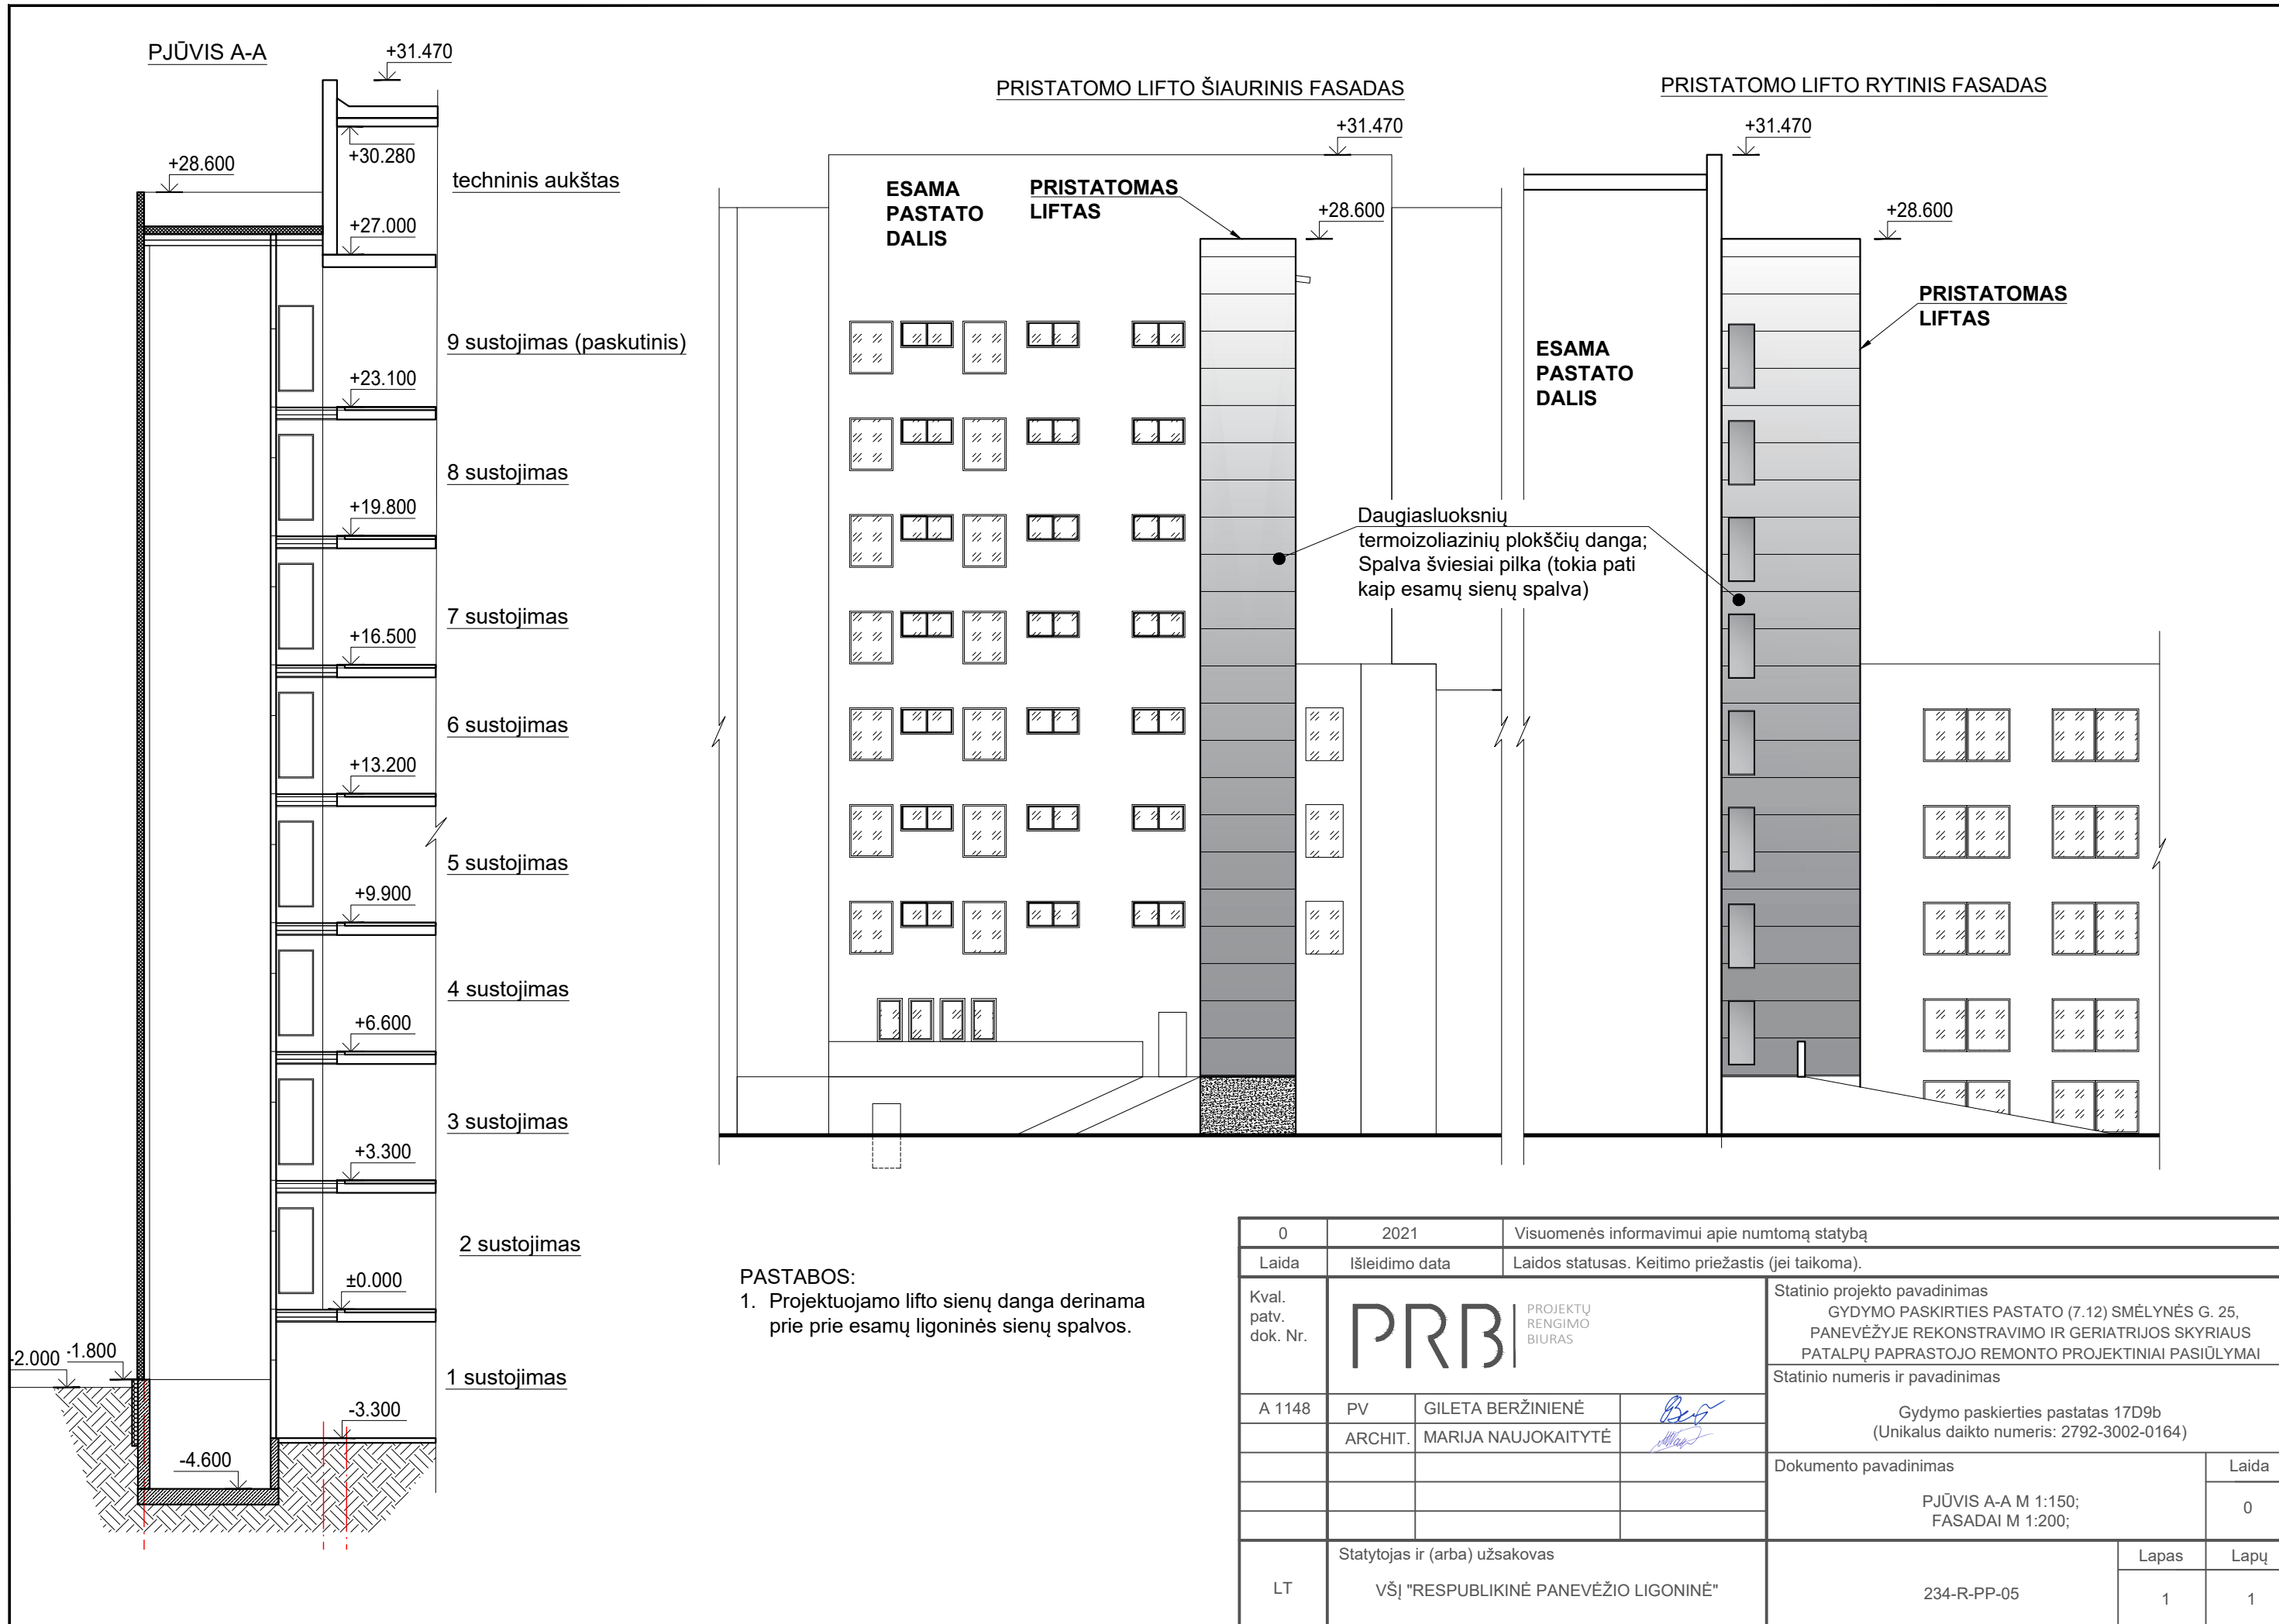 PJŪVIS A-A
+31.470
+30.280
+28.600
techninis aukštas
+27.000
9 sustojimas (paskutinis)
+23.100
8 sustojimas
+19.800
7 sustojimas
+16.500
6 sustojimas
+13.200
5 sustojimas
+9.900
4 sustojimas
+6.600
3 sustojimas
+3.300
2 sustojimas
±0.000
-2.000
-1.800
1 sustojimas
-3.300
-4.600
PRISTATOMO LIFTO ŠIAURINIS FASADAS
+31.470
ESAMA
PASTATO
DALIS
PRISTATOMAS
LIFTAS
+28.600
PRISTATOMO LIFTO RYTINIS FASADAS
+31.470
+28.600
PRISTATOMAS
LIFTAS
ESAMA
PASTATO
DALIS
Daugiasluoksnių
termoizoliazinių plokščių danga;
Spalva šviesiai pilka (tokia pati
kaip esamų sienų spalva)
PASTABOS:
1. Projektuojamo lifto sienų danga derinama
prie prie esamų ligoninės sienų spalvos.
0 2021 Visuomenės informavimui apie numtomą statybą
Laida Išleidimo data Laidos statusas. Keitimo priežastis (jei taikoma).
Kval.
patv.
dok. Nr.
PRB
PROJEKTŲ
RENGIMO
BIURAS
Statinio projekto pavadinimas
GYDYMO PASKIRTIES PASTATO (7.12) SMĖLYNĖS G. 25,
PANEVĖŽYJE REKONSTRAVIMO IR GERIATRIJOS SKYRIAUS
PATALPŲ PAPRASTOJO REMONTO PROJEKTINIAI PASIŪLYMAI
Statinio numeris ir pavadinimas
Gydymo paskierties pastatas 17D9b
(Unikalus daikto numeris: 2792-3002-0164)
A 1148 PV GILETA BERŽINIENĖ
ARCHIT. MARIJA NAUJOKAITYTĖ
Dokumento pavadinimas
Laida
PJŪVIS A-A M 1:150;
FASADAI M 1:200;
0
LT
Statytojas ir (arba) užsakovas
VŠĮ "RESPUBLIKINĖ PANEVĖŽIO LIGONINĖ"
234-R-PP-05
Lapas Lapų
1 1